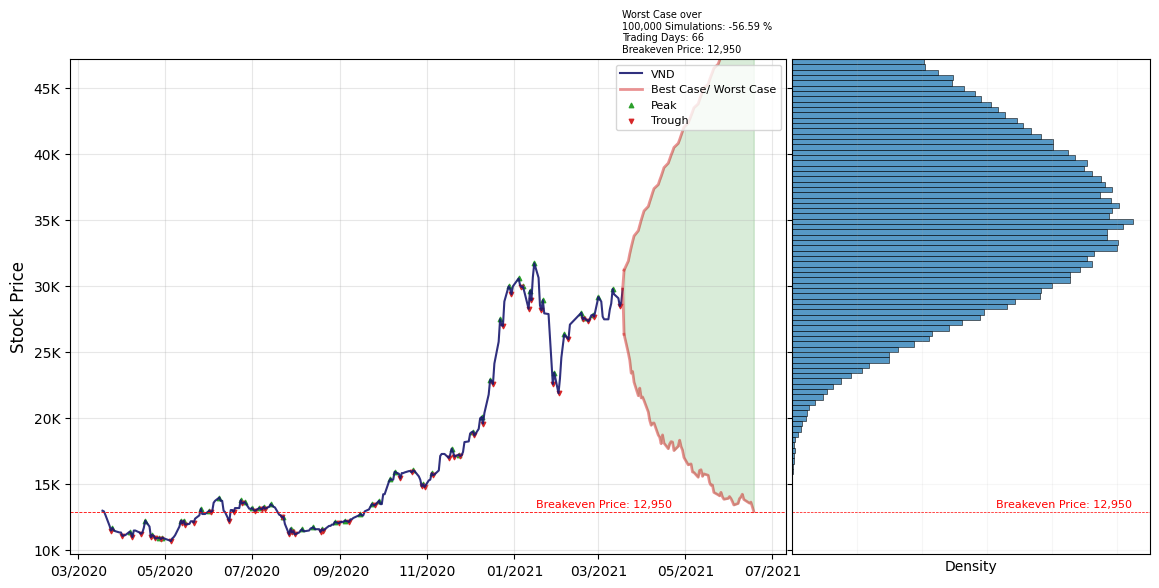 Worst Case over
100,000 Simulations: -56.59 %
Trading Days: 66
Breakeven Price: 12,950
VND
Best Case/ Worst Case
Peak
Trough
45K
40K
35K
30K
25K
20K
15K
10K
Stock Price
Breakeven Price: 12,950
Breakeven Price: 12,950
03/2020
05/2020
07/2020
09/2020
11/2020
01/2021
03/2021
05/2021
07/2021
Density